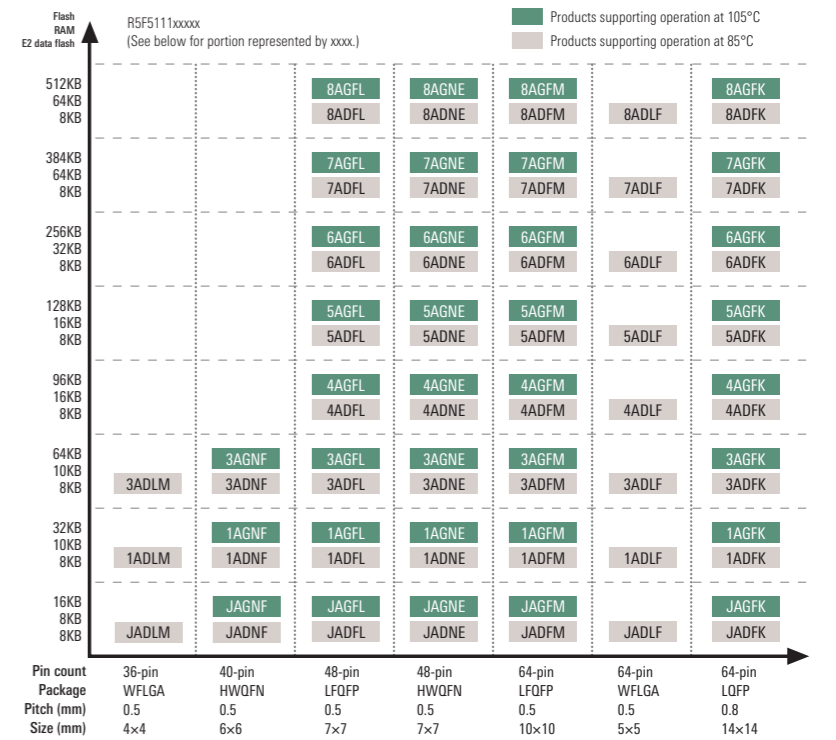 Flash
RAM
E2 data flash
R5F5111xxxxx
(See below for portion represented by xxxx.)
Products supporting operation at 105°C
Products supporting operation at 85°C
512KB
64KB
8KB
8AGFL 8AGNE 8AGFM 8AGFK
8ADFL 8ADNE 8ADFM 8ADLF 8ADFK
384KB
64KB
8KB
7AGFL 7AGNE 7AGFM 7AGFK
7ADFL 7ADNE 7ADFM 7ADLF 7ADFK
256KB
32KB
8KB
6AGFL 6AGNE 6AGFM 6AGFK
6ADFL 6ADNE 6ADFM 6ADLF 6ADFK
128KB
16KB
8KB
5AGFL 5AGNE 5AGFM 5AGFK
5ADFL 5ADNE 5ADFM 5ADLF 5ADFK
96KB
16KB
8KB
4AGFL 4AGNE 4AGFM 4AGFK
4ADFL 4ADNE 4ADFM 4ADLF 4ADFK
64KB
10KB
8KB
3AGNF 3AGFL 3AGNE 3AGFM 3AGFK
3ADLM 3ADNF 3ADFL 3ADNE 3ADFM 3ADLF 3ADFK
32KB
10KB
8KB
1AGNF 1AGFL 1AGNE 1AGFM 1AGFK
1ADLM 1ADNF 1ADFL 1ADNE 1ADFM 1ADLF 1ADFK
16KB
8KB
8KB
JAGNF JAGFL JAGNE JAGFM JAGFK
JADLM JADNF JADFL JADNE JADFM JADLF JADFK
Pin count 36-pin 40-pin 48-pin 48-pin 64-pin 64-pin 64-pin
Package WFLGA HWQFN LFQFP HWQFN LFQFP WFLGA LQFP
Pitch (mm) 0.5 0.5 0.5 0.5 0.5 0.5 0.8
Size (mm) 4×4 6×6 7×7 7×7 10×10 5×5 14×14